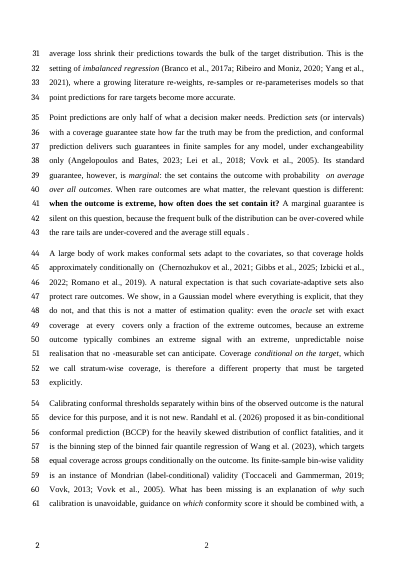 31 average loss shrink their predictions towards the bulk of the target distribution. This is the
32 setting of imbalanced regression (Branco et al., 2017a; Ribeiro and Moniz, 2020; Yang et al.,
33 2021), where a growing literature re-weights, re-samples or re-parameterises models so that
34 point predictions for rare targets become more accurate.
35 Point predictions are only half of what a decision maker needs. Prediction sets (or intervals)
36 with a coverage guarantee state how far the truth may be from the prediction, and conformal
37 prediction delivers such guarantees in finite samples for any model, under exchangeability
38 only (Angelopoulos and Bates, 2023; Lei et al., 2018; Vovk et al., 2005). Its standard
39 guarantee, however, is marginal: the set contains the outcome with probability on average
40 over all outcomes. When rare outcomes are what matter, the relevant question is different:
41 when the outcome is extreme, how often does the set contain it? A marginal guarantee is
42 silent on this question, because the frequent bulk of the distribution can be over-covered while
43 the rare tails are under-covered and the average still equals .
44 A large body of work makes conformal sets adapt to the covariates, so that coverage holds
45 approximately conditionally on (Chernozhukov et al., 2021; Gibbs et al., 2025; Izbicki et al.,
46 2022; Romano et al., 2019). A natural expectation is that such covariate-adaptive sets also
47 protect rare outcomes. We show, in a Gaussian model where everything is explicit, that they
48 do not, and that this is not a matter of estimation quality: even the oracle set with exact
49 coverage at every covers only a fraction of the extreme outcomes, because an extreme
50 outcome typically combines an extreme signal with an extreme, unpredictable noise
51 realisation that no -measurable set can anticipate. Coverage conditional on the target, which
52 we call stratum-wise coverage, is therefore a different property that must be targeted
53 explicitly.
54 Calibrating conformal thresholds separately within bins of the observed outcome is the natural
55 device for this purpose, and it is not new. Randahl et al. (2026) proposed it as bin-conditional
56 conformal prediction (BCCP) for the heavily skewed distribution of conflict fatalities, and it
57 is the binning step of the binned fair quantile regression of Wang et al. (2023), which targets
58 equal coverage across groups conditionally on the outcome. Its finite-sample bin-wise validity
59 is an instance of Mondrian (label-conditional) validity (Toccaceli and Gammerman, 2019;
60 Vovk, 2013; Vovk et al., 2005). What has been missing is an explanation of why such
61 calibration is unavoidable, guidance on which conformity score it should be combined with, a
2 2